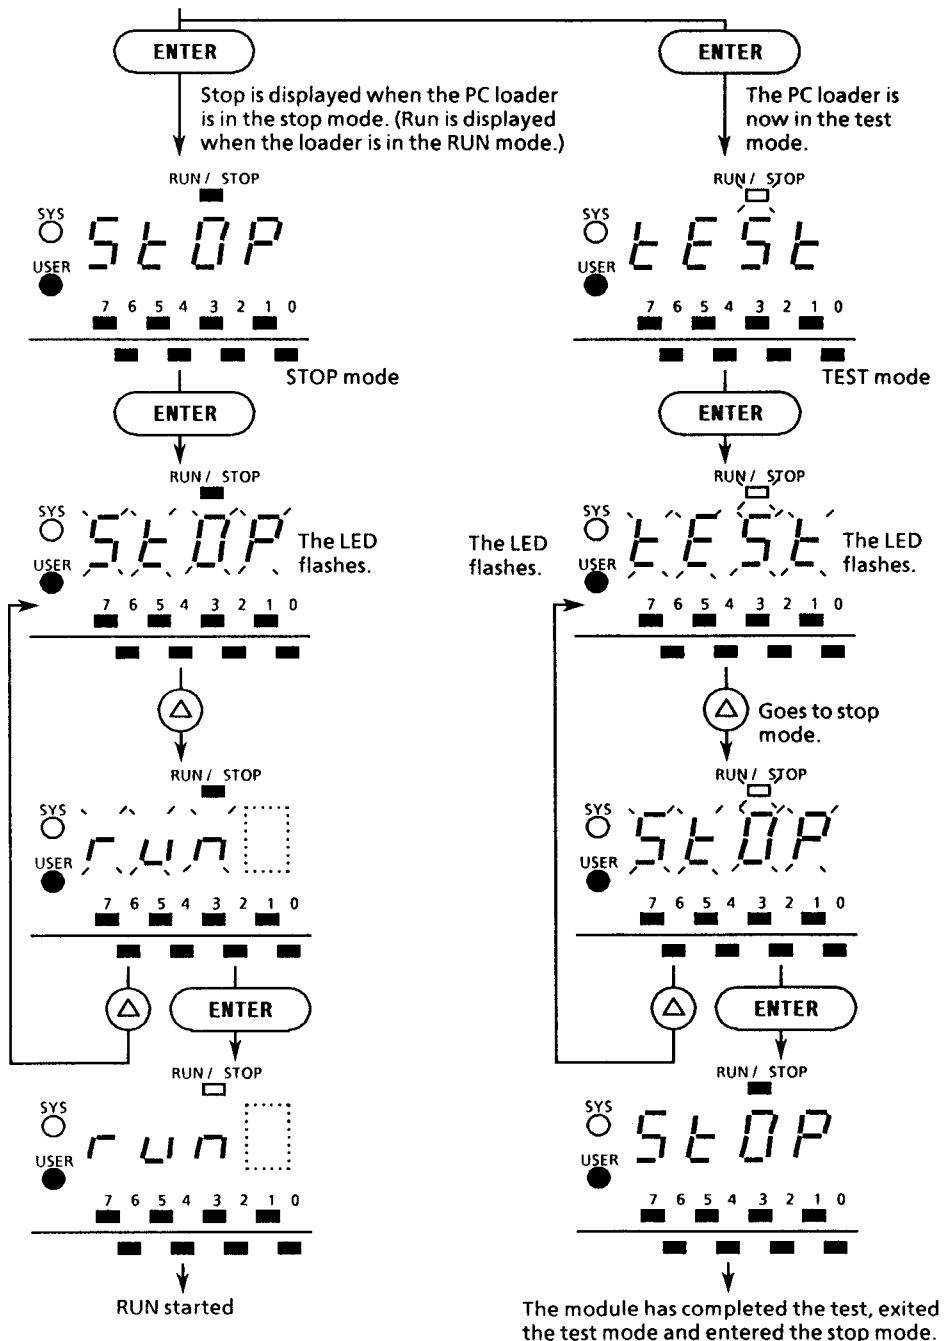 ENTER
Stop is displayed when the PC loader
is in the stop mode. (Run is displayed
when the loader is in the RUN mode.)
RUN / STOP
SYS
StOP
USER
7 6 5 4 3 2 1 0
STOP mode
ENTER
RUN / STOP
SYS
StOP
USER
The LED
flashes.
7 6 5 4 3 2 1 0
△
RUN / STOP
SYS
run
USER
7 6 5 4 3 2 1 0
△
ENTER
RUN / STOP
SYS
run
USER
7 6 5 4 3 2 1 0
RUN started
ENTER
The PC loader is
now in the test
mode.
RUN / STOP
SYS
tESt
USER
7 6 5 4 3 2 1 0
TEST mode
ENTER
RUN / STOP
The LED
flashes.
SYS
tESt
USER
The LED
flashes.
7 6 5 4 3 2 1 0
△
Goes to stop
mode.
RUN / STOP
SYS
StOP
USER
7 6 5 4 3 2 1 0
△
ENTER
RUN / STOP
SYS
StOP
USER
7 6 5 4 3 2 1 0
The module has completed the test, exited
the test mode and entered the stop mode.